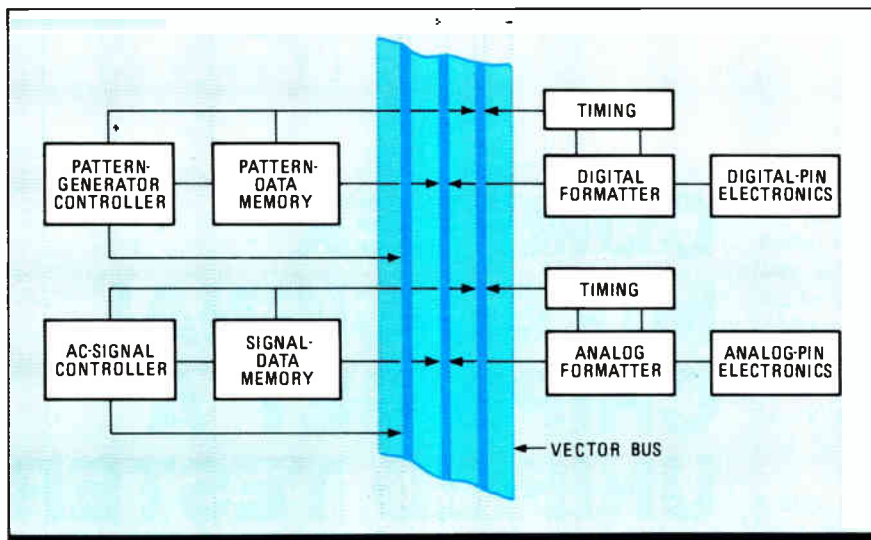 TIMING
PATTERN-
GENERATOR
CONTROLLER
PATTERN-
DATA
MEMORY
DIGITAL
FORMATTER
DIGITAL-PIN
ELECTRONICS
TIMING
AC-SIGNAL
CONTROLLER
SIGNAL-
DATA
MEMORY
ANALOG
FORMATTER
ANALOG-PIN
ELECTRONICS
VECTOR BUS